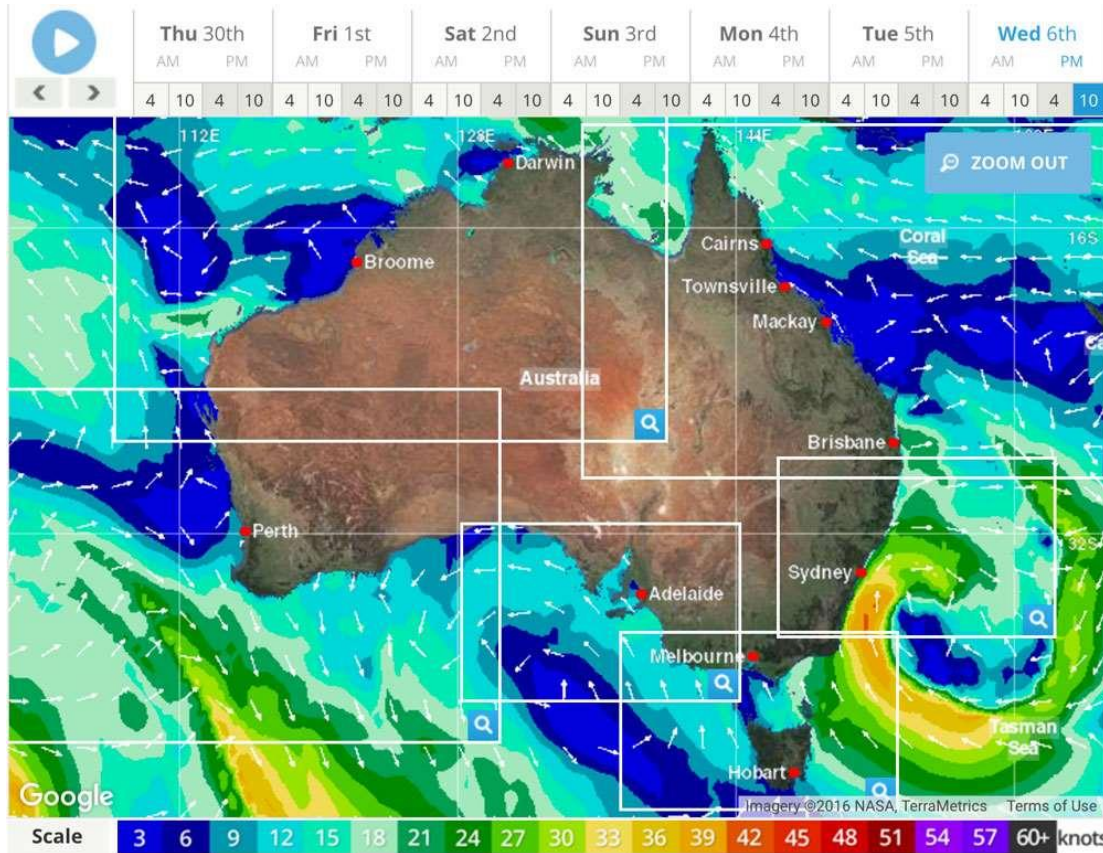 Thu 30th Fri 1st Sat 2nd Sun 3rd Mon 4th Tue 5th Wed 6th
AM PM AM PM AM PM AM PM AM PM AM PM AM PM
4 10 4 10 4 10 4 10 4 10 4 10 4 10 4 10 4 10 4 10 4 10 4 10 4 10 4 10
112E 128E 144E
ZOOM OUT
Darwin
Cairns
Coral
Sea
16S
Broome
Townsville
Mackay
Ca
Australia
Brisbane
Perth
32S
Sydney
Adelaide
Melbourne
Tasman
Sea
Hobart
Google
Imagery ©2016 NASA, TerraMetrics Terms of Use
Scale 3 6 9 12 15 18 21 24 27 30 33 36 39 42 45 48 51 54 57 60+ knots